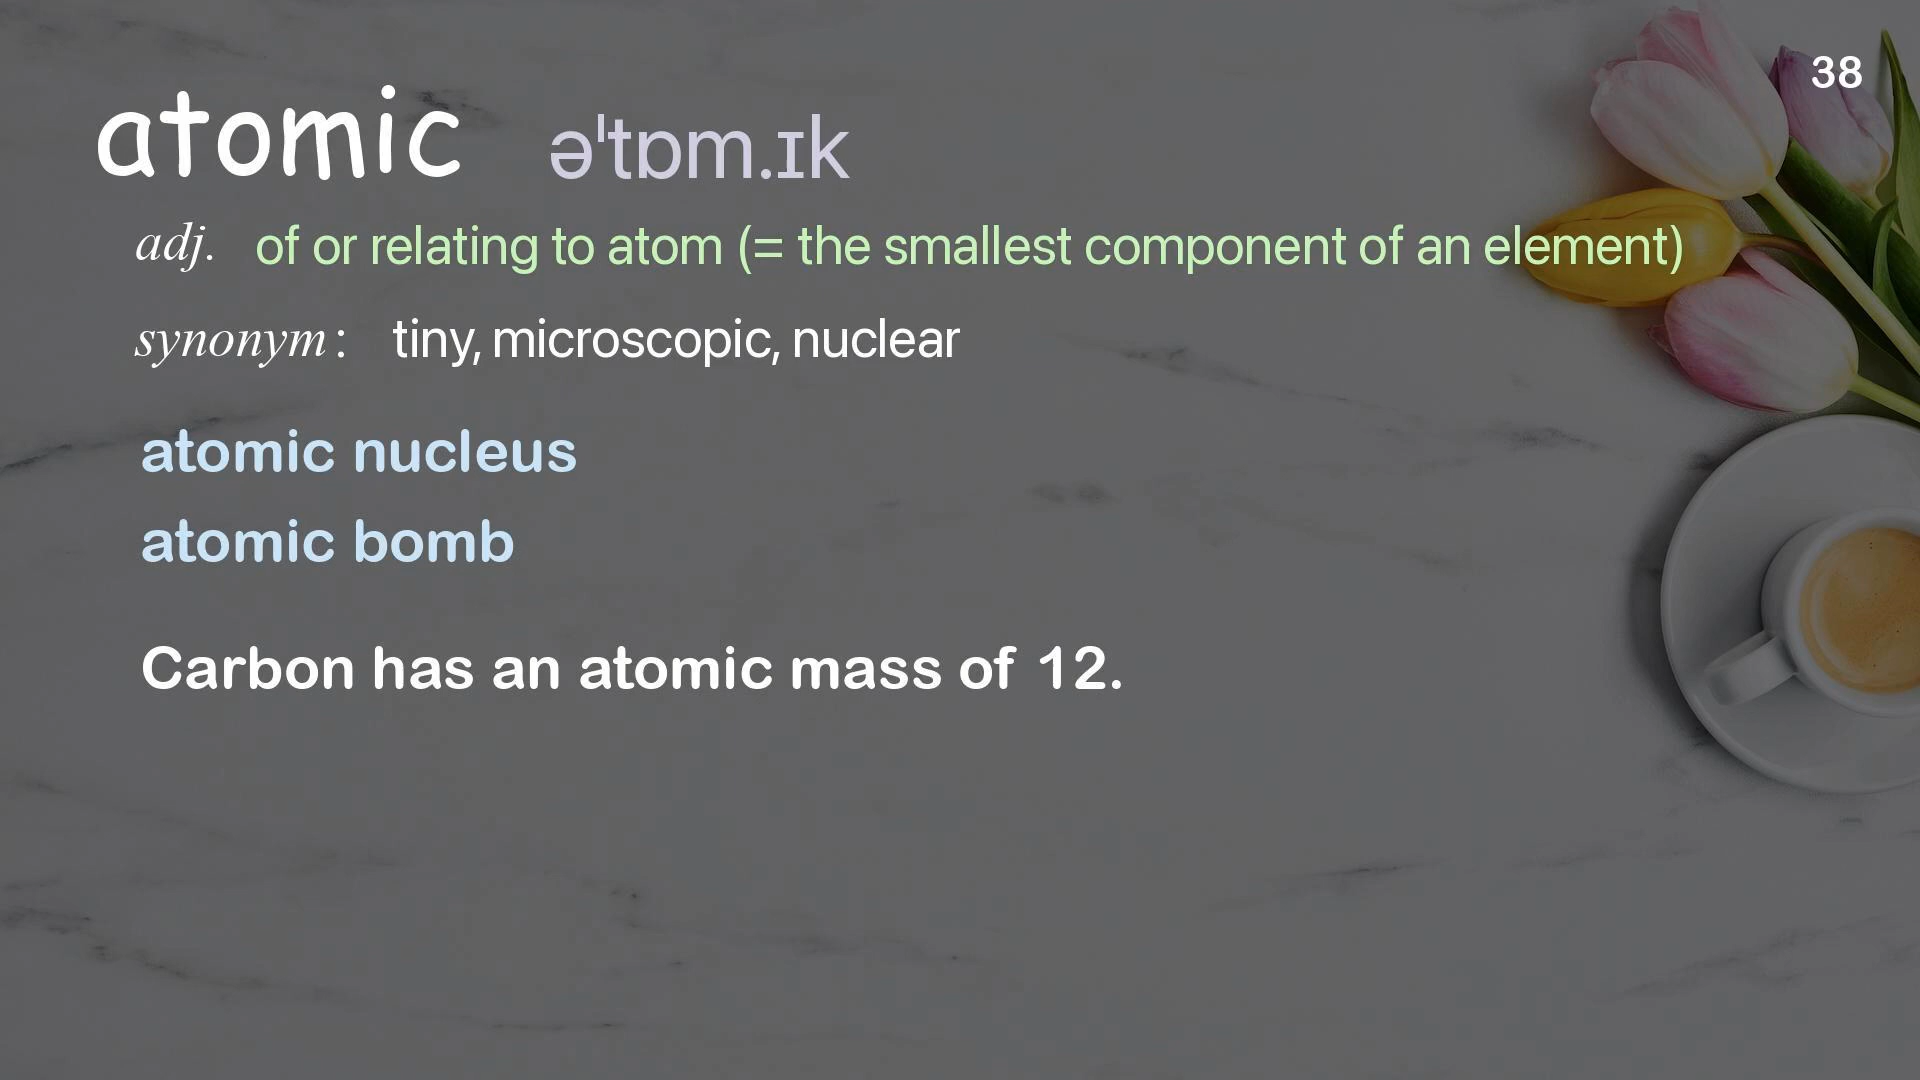 38
atomic əˈtɒm.ɪk
adj. of or relating to atom (= the smallest component of an element)
synonym: tiny, microscopic, nuclear
atomic nucleus
atomic bomb
Carbon has an atomic mass of 12.